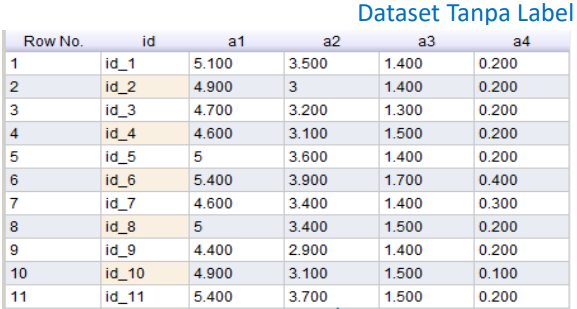 Dataset Tanpa Label
Row No. id a1 a2 a3 a4
1 id_1 5.100 3.500 1.400 0.200
2 id_2 4.900 3 1.400 0.200
3 id_3 4.700 3.200 1.300 0.200
4 id_4 4.600 3.100 1.500 0.200
5 id_5 5 3.600 1.400 0.200
6 id_6 5.400 3.900 1.700 0.400
7 id_7 4.600 3.400 1.400 0.300
8 id_8 5 3.400 1.500 0.200
9 id_9 4.400 2.900 1.400 0.200
10 id_10 4.900 3.100 1.500 0.100
11 id_11 5.400 3.700 1.500 0.200